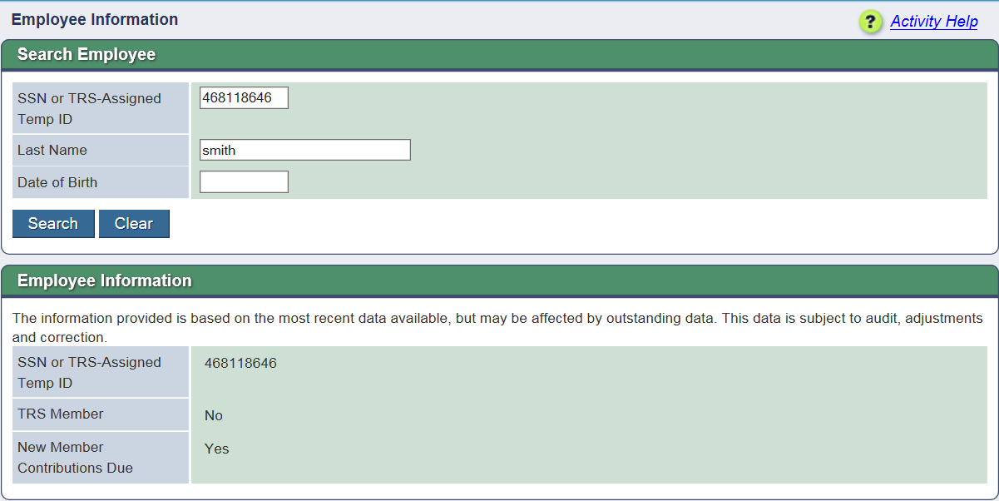 Employee Information
? Activity Help
Search Employee
SSN or TRS-Assigned
Temp ID
468118646
Last Name
smith
Date of Birth
Search Clear
Employee Information
The information provided is based on the most recent data available, but may be affected by outstanding data. This data is subject to audit, adjustments
and correction.
SSN or TRS-Assigned
Temp ID
468118646
TRS Member
No
New Member
Contributions Due
Yes